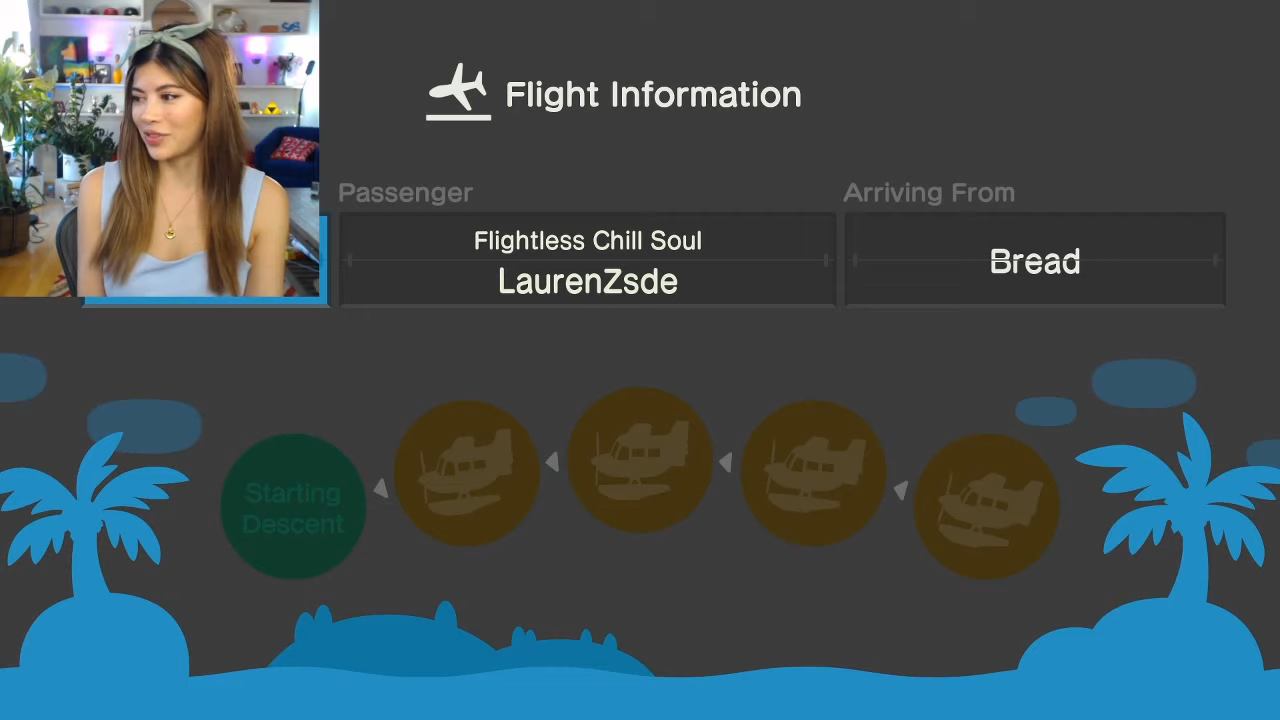 Flight Information
Passenger
Arriving From
Flightless Chill Soul
LaurenZsde
Bread
Starting
Descent